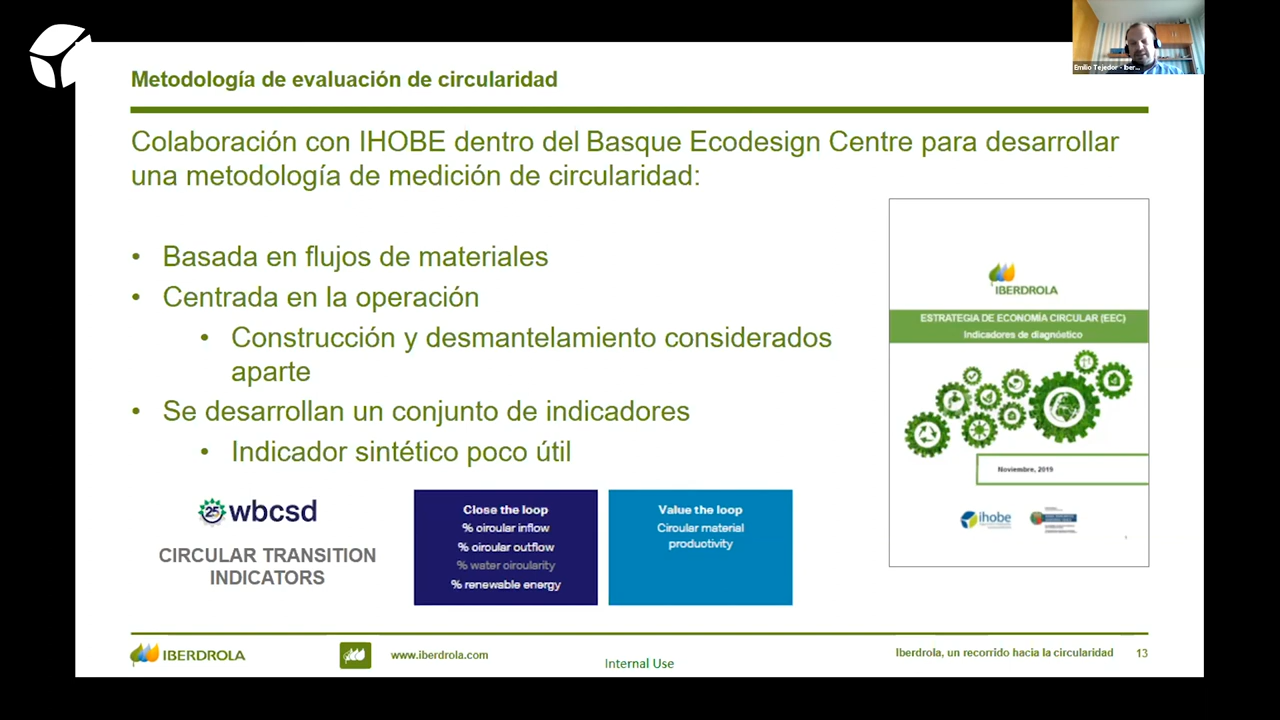 Emilio Tejedor - Iber...
Metodología de evaluación de circularidad
Colaboración con IHOBE dentro del Basque Ecodesign Centre para desarrollar
una metodología de medición de circularidad:
• Basada en flujos de materiales
• Centrada en la operación
• Construcción y desmantelamiento considerados
aparte
• Se desarrollan un conjunto de indicadores
• Indicador sintético poco útil
IBERDROLA
ESTRATEGIA DE ECONOMÍA CIRCULAR (EEC)
Indicadores de diagnóstico
Noviembre, 2019
ihobe
25 wbcsd
CIRCULAR TRANSITION
INDICATORS
Close the loop
% circular inflow
% circular outflow
% water circularity
% renewable energy
Value the loop
Circular material
productivity
IBERDROLA
www.iberdrola.com
Internal Use
Iberdrola, un recorrido hacia la circularidad
13